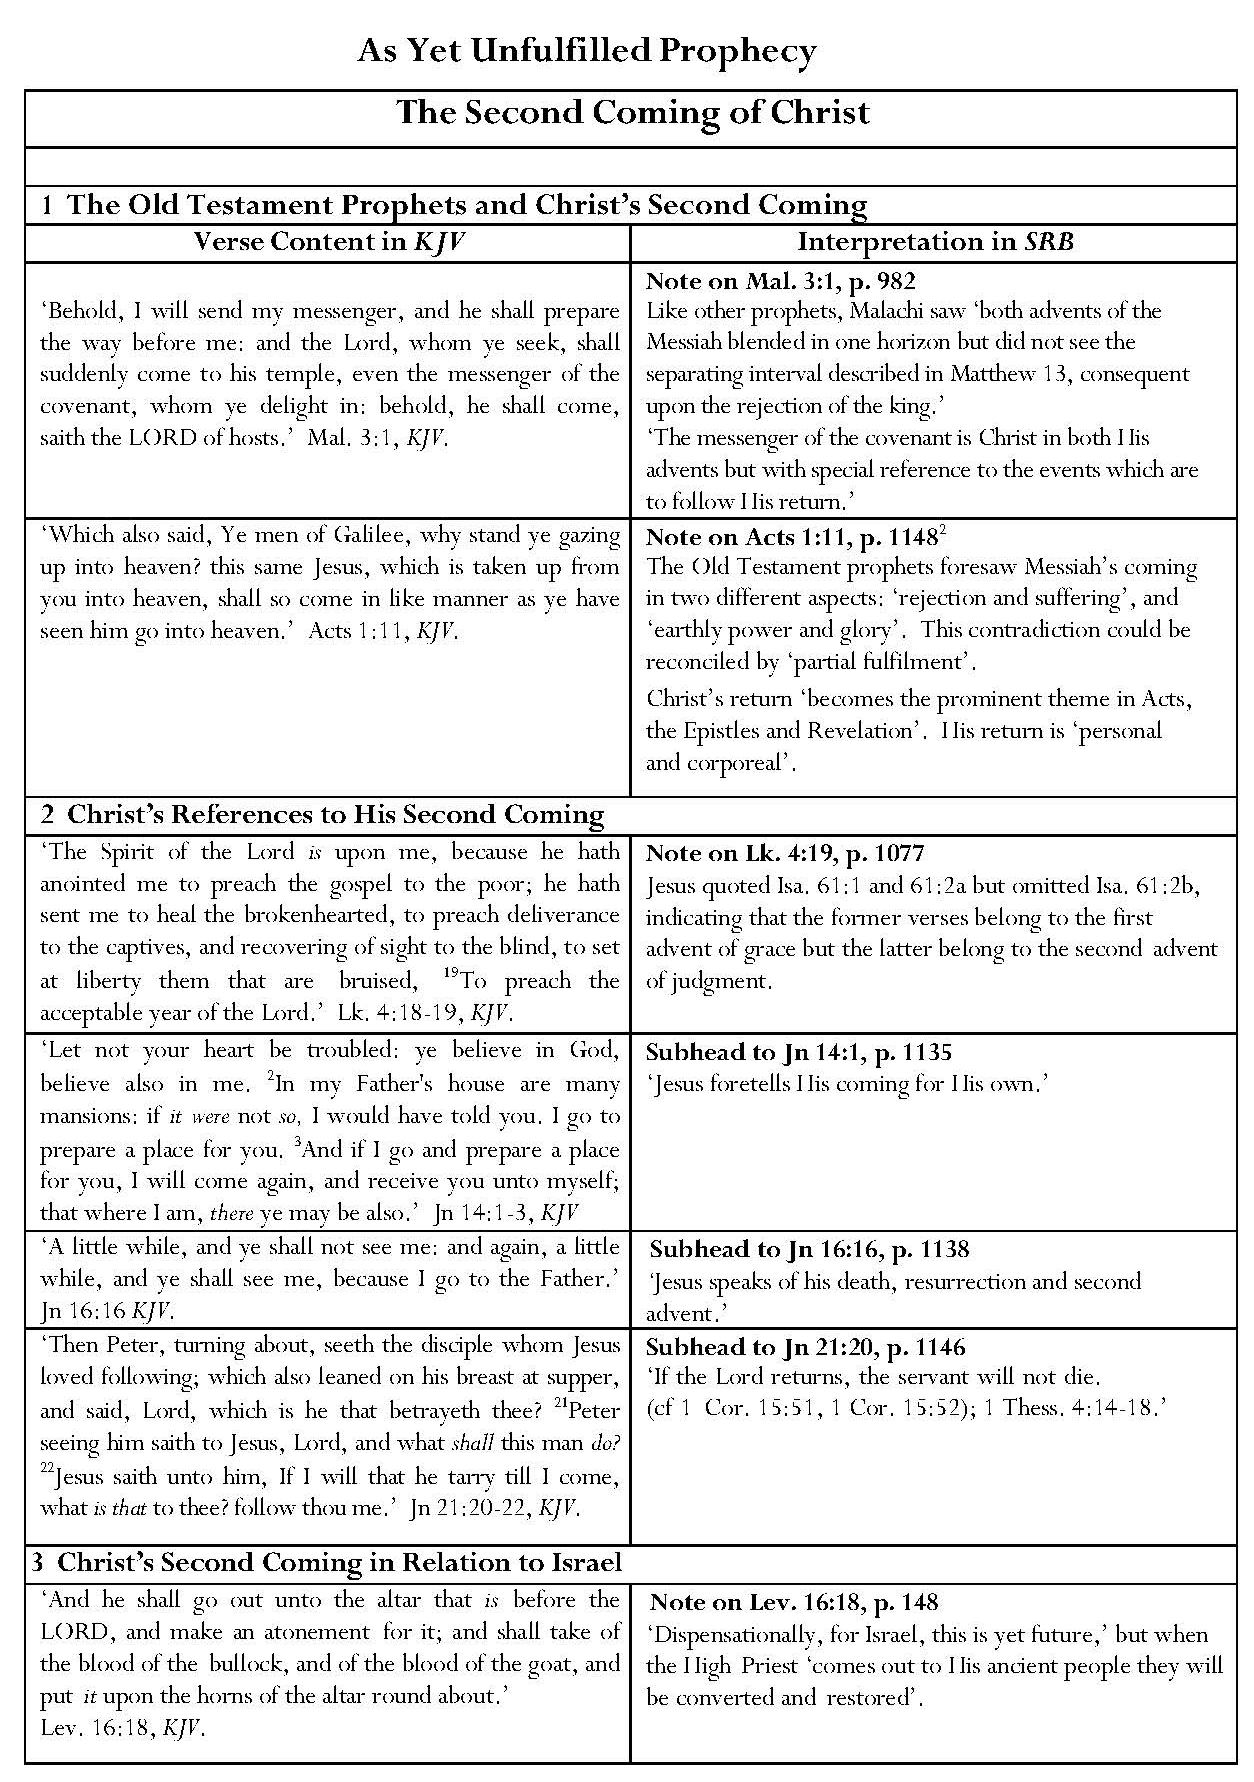 As Yet Unfulfilled Prophecy
The Second Coming of Christ
1 The Old Testament Prophets and Christ’s Second Coming
Verse Content in KJV
Interpretation in SRB
‘Behold, I will send my messenger, and he shall prepare
the way before me: and the Lord, whom ye seek, shall
suddenly come to his temple, even the messenger of the
covenant, whom ye delight in: behold, he shall come,
saith the LORD of hosts.’ Mal. 3:1, KJV.
Note on Mal. 3:1, p. 982
Like other prophets, Malachi saw ‘both advents of the
Messiah blended in one horizon but did not see the
separating interval described in Matthew 13, consequent
upon the rejection of the king.’
‘The messenger of the covenant is Christ in both His
advents but with special reference to the events which are
to follow His return.’
‘Which also said, Ye men of Galilee, why stand ye gazing
up into heaven? this same Jesus, which is taken up from
you into heaven, shall so come in like manner as ye have
seen him go into heaven.’ Acts 1:11, KJV.
Note on Acts 1:11, p. 1148²
The Old Testament prophets foresaw Messiah’s coming
in two different aspects: ‘rejection and suffering’, and
‘earthly power and glory’. This contradiction could be
reconciled by ‘partial fulfilment’.
Christ’s return ‘becomes the prominent theme in Acts,
the Epistles and Revelation’. His return is ‘personal
and corporeal’.
2 Christ’s References to His Second Coming
‘The Spirit of the Lord is upon me, because he hath
anointed me to preach the gospel to the poor; he hath
sent me to heal the brokenhearted, to preach deliverance
to the captives, and recovering of sight to the blind, to set
at liberty them that are bruised, ¹⁹To preach the
acceptable year of the Lord.’ Lk. 4:18-19, KJV.
Note on Lk. 4:19, p. 1077
Jesus quoted Isa. 61:1 and 61:2a but omitted Isa. 61:2b,
indicating that the former verses belong to the first
advent of grace but the latter belong to the second advent
of judgment.
‘Let not your heart be troubled: ye believe in God,
believe also in me. ²In my Father's house are many
mansions: if it were not so, I would have told you. I go to
prepare a place for you. ³And if I go and prepare a place
for you, I will come again, and receive you unto myself;
that where I am, there ye may be also.’ Jn 14:1-3, KJV
Subhead to Jn 14:1, p. 1135
‘Jesus foretells His coming for His own.’
‘A little while, and ye shall not see me: and again, a little
while, and ye shall see me, because I go to the Father.’
Jn 16:16 KJV.
Subhead to Jn 16:16, p. 1138
‘Jesus speaks of his death, resurrection and second
advent.’
‘Then Peter, turning about, seeth the disciple whom Jesus
loved following; which also leaned on his breast at supper,
and said, Lord, which is he that betrayeth thee? ²¹Peter
seeing him saith to Jesus, Lord, and what shall this man do?
²²Jesus saith unto him, If I will that he tarry till I come,
what is that to thee? follow thou me.’ Jn 21:20-22, KJV.
Subhead to Jn 21:20, p. 1146
‘If the Lord returns, the servant will not die.
(cf 1 Cor. 15:51, 1 Cor. 15:52); 1 Thess. 4:14-18.’
3 Christ’s Second Coming in Relation to Israel
‘And he shall go out unto the altar that is before the
LORD, and make an atonement for it; and shall take of
the blood of the bullock, and of the blood of the goat, and
put it upon the horns of the altar round about.’
Lev. 16:18, KJV.
Note on Lev. 16:18, p. 148
‘Dispensationally, for Israel, this is yet future,’ but when
the High Priest ‘comes out to His ancient people they will
be converted and restored’.